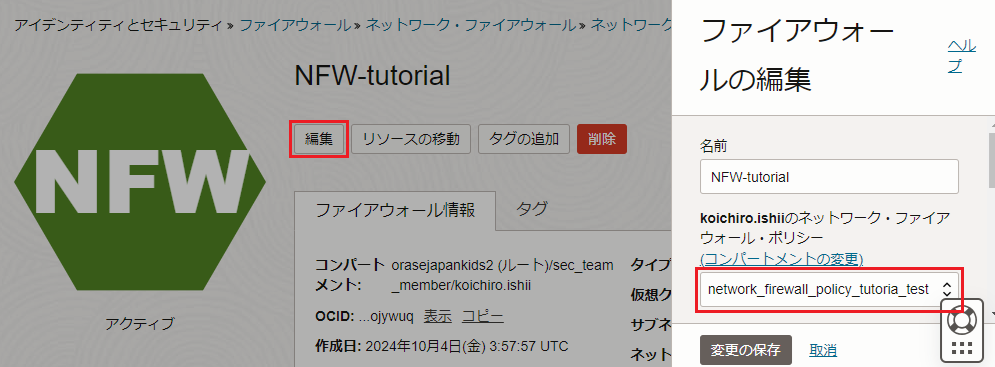 アイデンティティとセキュリティ » ファイアウォール » ネットワーク・ファイアウォール » ネットワーク
NFW
アクティブ
NFW-tutorial
編集
リソースの移動
タグの追加
削除
ファイアウォール情報
タグ
コンパート orasejapankids2 (ルート)/sec_team
メント: _member/koichiro.ishii
OCID: ...ojywuq 表示 コピー
作成日: 2024年10月4日(金) 3:57:57 UTC
タイプ
仮想ク
サブネ
ネット
ファイアウォー
ルの編集
ヘル
プ
名前
NFW-tutorial
koichiro.ishiiのネットワーク・ファイア
ウォール・ポリシー
(コンパートメントの変更)
network_firewall_policy_tutoria_test
変更の保存
取消